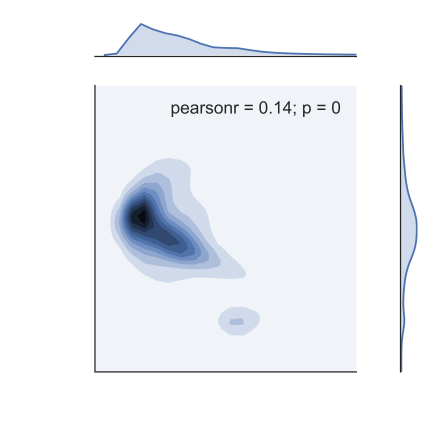 pearsonr = 0.14; p = 0